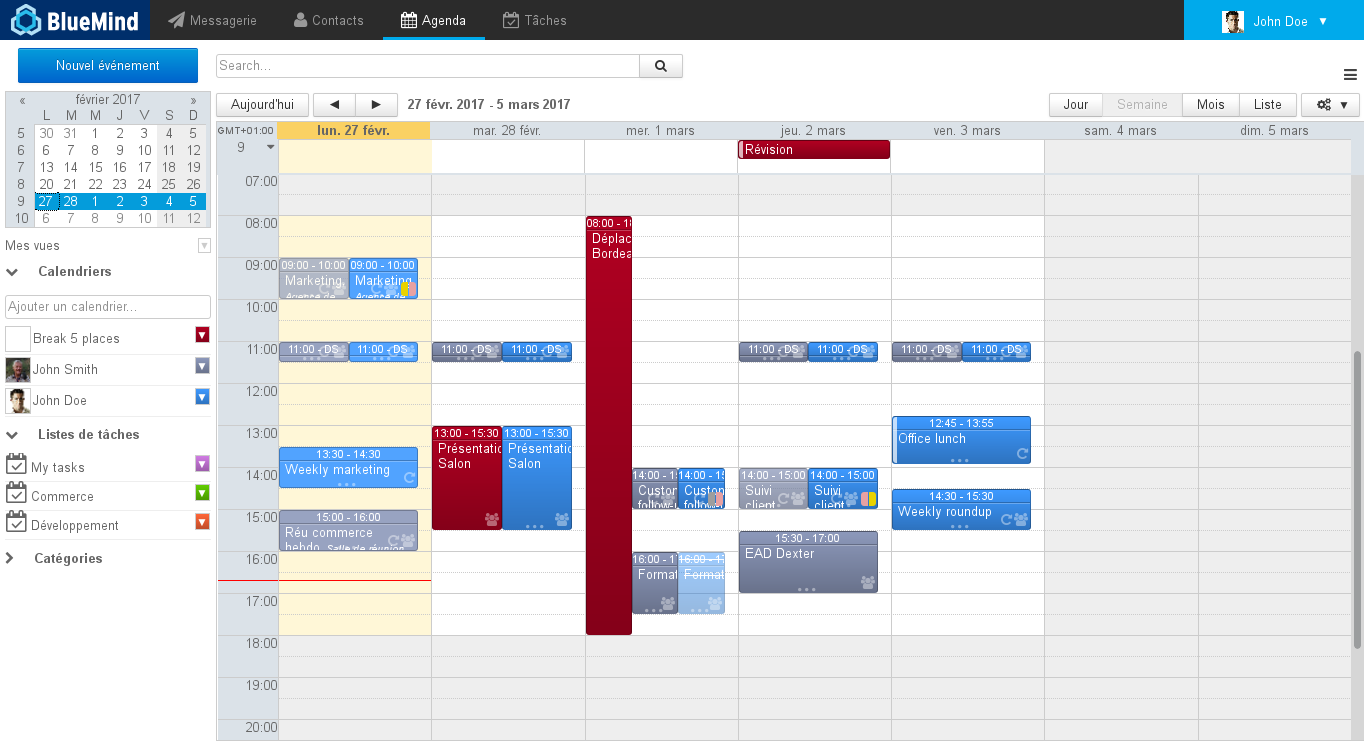 BlueMind Messagerie Contacts Agenda Tâches John Doe ▼
Nouvel événement
Search...
« février 2017 »
L M M J V S D
5 30 31 1 2 3 4 5
6 6 7 8 9 10 11 12
7 13 14 15 16 17 18 19
8 20 21 22 23 24 25 26
9 27 28 1 2 3 4 5
10 6 7 8 9 10 11 12
Mes vues
Calendriers
Ajouter un calendrier...
Break 5 places
John Smith
John Doe
Listes de tâches
My tasks
Commerce
Développement
Catégories
Aujourd'hui ◀ ▶ 27 févr. 2017 - 5 mars 2017 Jour Semaine Mois Liste
GMT+01:00 lun. 27 févr. mar. 28 févr. mer. 1 mars jeu. 2 mars ven. 3 mars sam. 4 mars dim. 5 mars
9
Révision
07:00
08:00
09:00
10:00
11:00
12:00
13:00
14:00
15:00
16:00
17:00
18:00
19:00
20:00
09:00 - 10:00
Marketing
09:00 - 10:00
Marketing
11:00 - DS
11:00 - DS
13:30 - 14:30
Weekly marketing
15:00 - 16:00
Réu commerce
hebdo Salle de réunion
11:00 - DS
11:00 - DS
13:00 - 15:30
Présentatio
Salon
13:00 - 15:30
Présentatio
Salon
08:00 - 1
Déplac
Bordea
14:00 - 15
Custon
follow-
14:00 - 15
Custon
follow-
16:00 - 17
Format
16:00 - 17
Format
11:00 - DS
11:00 - DS
14:00 - 15:00
Suivi
client
14:00 - 15:00
Suivi
client
15:30 - 17:00
EAD Dexter
11:00 - DS
11:00 - DS
12:45 - 13:55
Office lunch
14:30 - 15:30
Weekly roundup